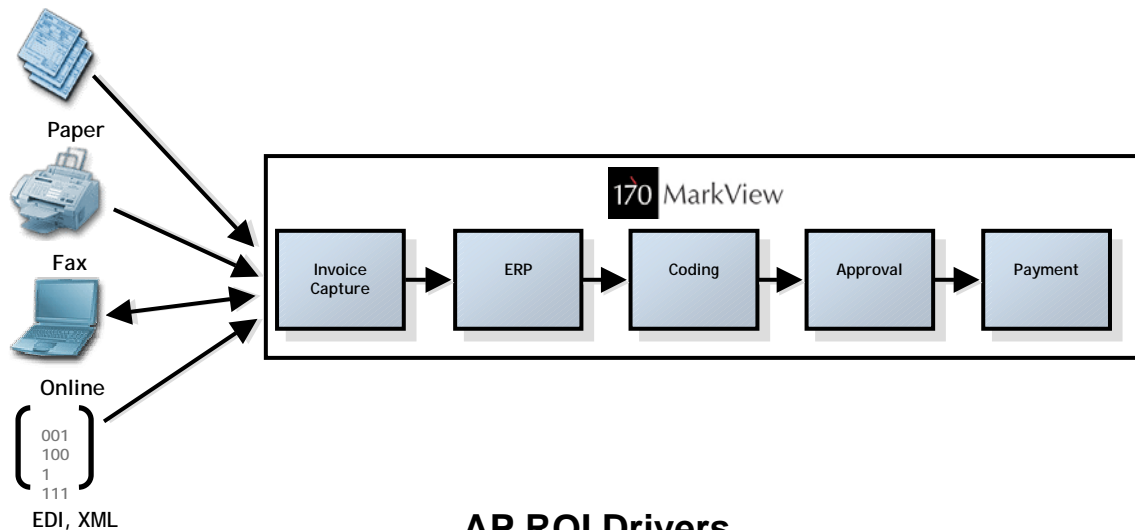 Paper
Fax
Online
001
100
1
111
EDI, XML
170 MarkView
Invoice
Capture
ERP
Coding
Approval
Payment
AP ROI Drivers